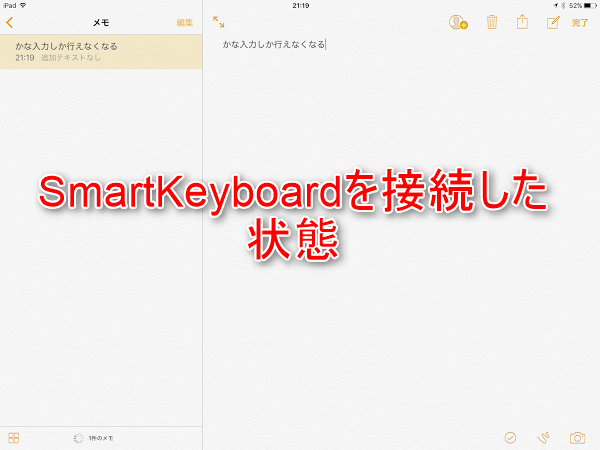 iPad 21:19 52%
メモ 編集 完了
かな入力しか行えなくなる
21:19 追加テキストなし
かな入力しか行えなくなる
SmartKeyboardを接続した
状態
1件のメモ